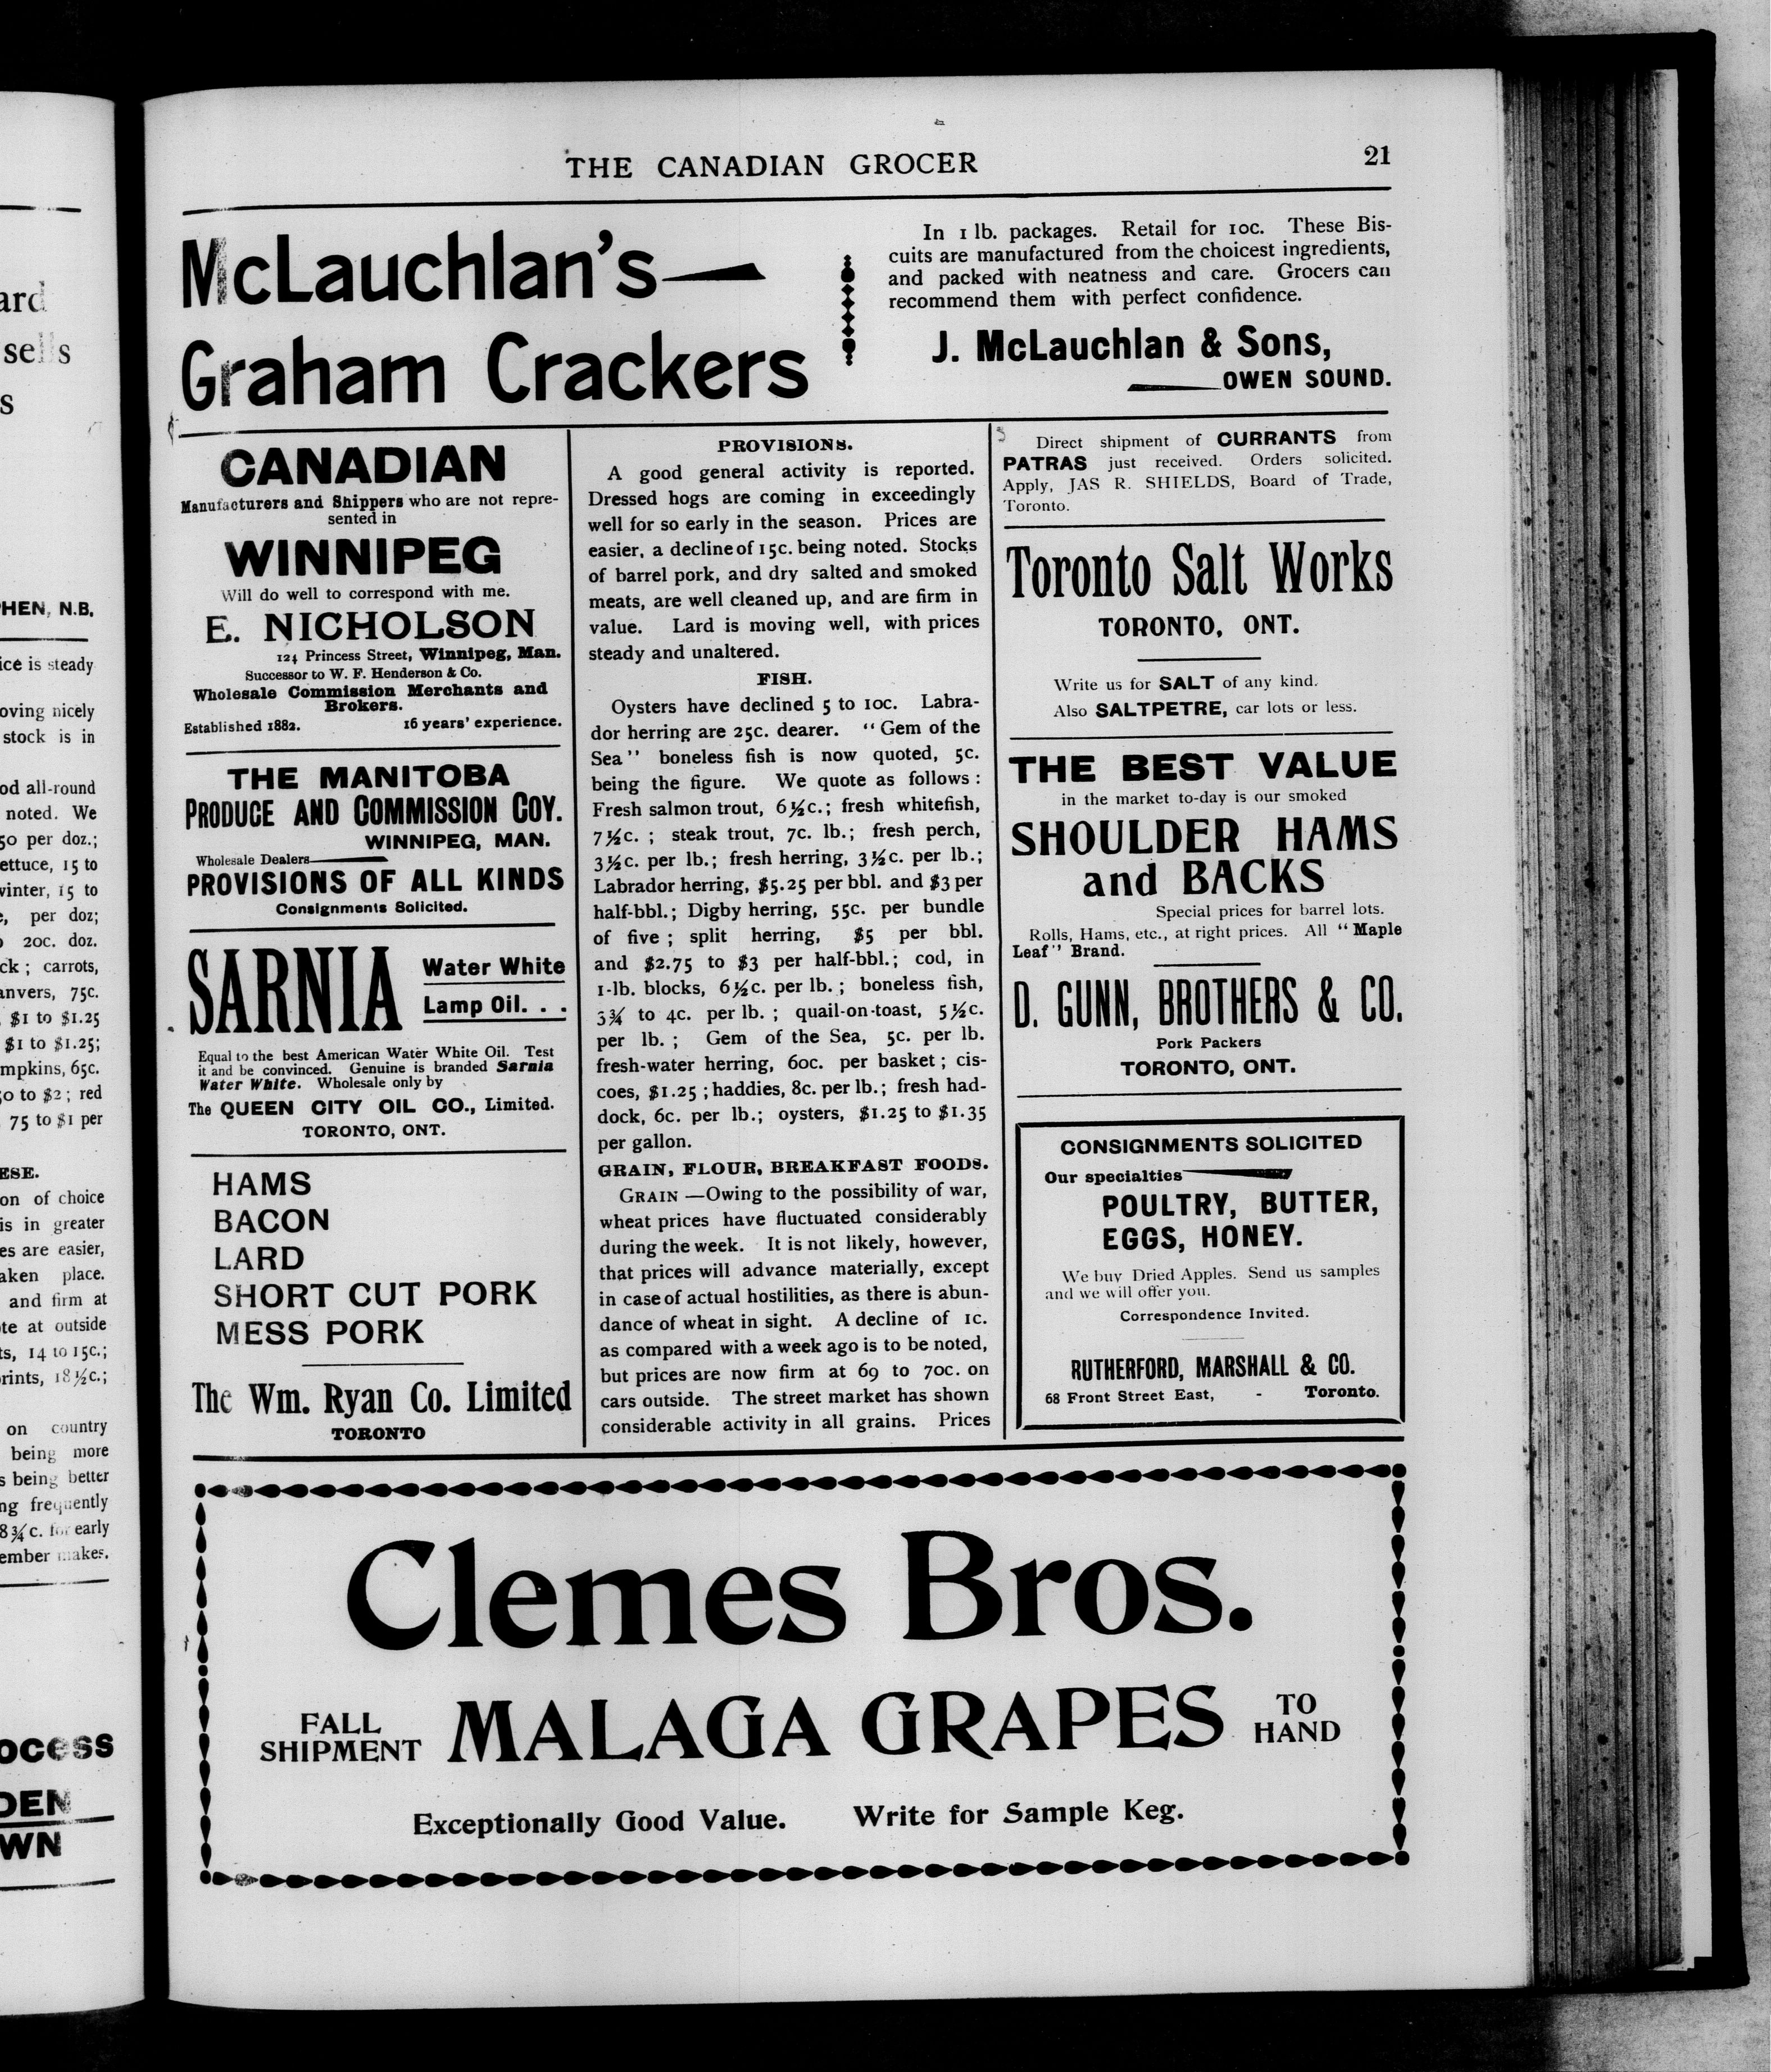 THE CANADIAN GROCER
21
McLauchlan's
Graham Crackers
In 1 lb. packages. Retail for 10c. These Bis-
cuits are manufactured from the choicest ingredients,
and packed with neatness and care. Grocers can
recommend them with perfect confidence.
J. McLauchlan & Sons,
OWEN SOUND.
CANADIAN
Manufacturers and Shippers who are not repre-
sented in
WINNIPEG
Will do well to correspond with me.
E. NICHOLSON
124 Princess Street, Winnipeg, Man.
Successor to W. F. Henderson & Co.
Wholesale Commission Merchants and
Brokers.
Established 1882. 16 years' experience.
THE MANITOBA
PRODUCE AND COMMISSION COY.
WINNIPEG, MAN.
Wholesale Dealers
PROVISIONS OF ALL KINDS
Consignments Solicited.
SARNIA
Water White
Lamp Oil. . .
Equal to the best American Water White Oil. Test
it and be convinced. Genuine is branded Sarnia
Water White. Wholesale only by
The QUEEN CITY OIL CO., Limited.
TORONTO, ONT.
HAMS
BACON
LARD
SHORT CUT PORK
MESS PORK
The Wm. Ryan Co. Limited
TORONTO
PROVISIONS.
A good general activity is reported.
Dressed hogs are coming in exceedingly
well for so early in the season. Prices are
easier, a decline of 15c. being noted. Stocks
of barrel pork, and dry salted and smoked
meats, are well cleaned up, and are firm in
value. Lard is moving well, with prices
steady and unaltered.
FISH.
Oysters have declined 5 to 10c. Labra-
dor herring are 25c. dearer. "Gem of the
Sea" boneless fish is now quoted, 5c.
being the figure. We quote as follows:
Fresh salmon trout, 6½c.; fresh whitefish,
7½c. ; steak trout, 7c. lb.; fresh perch,
3½c. per lb.; fresh herring, 3½c. per lb.;
Labrador herring, $5.25 per bbl. and $3 per
half-bbl.; Digby herring, 55c. per bundle
of five ; split herring, $5 per bbl.
and $2.75 to $3 per half-bbl.; cod, in
1-lb. blocks, 6½c. per lb. ; boneless fish,
3¾ to 4c. per lb. ; quail-on-toast, 5½c.
per lb. ; Gem of the Sea, 5c. per lb.
fresh-water herring, 60c. per basket ; cis-
coes, $1.25 ; haddies, 8c. per lb.; fresh had-
dock, 6c. per lb.; oysters, $1.25 to $1.35
per gallon.
GRAIN, FLOUR, BREAKFAST FOODS.
GRAIN —Owing to the possibility of war,
wheat prices have fluctuated considerably
during the week. It is not likely, however,
that prices will advance materially, except
in case of actual hostilities, as there is abun-
dance of wheat in sight. A decline of 1c.
as compared with a week ago is to be noted,
but prices are now firm at 69 to 70c. on
cars outside. The street market has shown
considerable activity in all grains. Prices
Direct shipment of CURRANTS from
PATRAS just received. Orders solicited.
Apply, JAS R. SHIELDS, Board of Trade,
Toronto.
Toronto Salt Works
TORONTO, ONT.
Write us for SALT of any kind.
Also SALTPETRE, car lots or less.
THE BEST VALUE
in the market to-day is our smoked
SHOULDER HAMS
and BACKS
Special prices for barrel lots.
Rolls, Hams, etc., at right prices. All "Maple
Leaf" Brand.
D. GUNN, BROTHERS & CO.
Pork Packers
TORONTO, ONT.
CONSIGNMENTS SOLICITED
Our specialties
POULTRY, BUTTER,
EGGS, HONEY.
We buy Dried Apples. Send us samples
and we will offer you.
Correspondence Invited.
RUTHERFORD, MARSHALL & CO.
68 Front Street East, - Toronto.
Clemes Bros.
FALL
SHIPMENT
MALAGA GRAPES
TO
HAND
Exceptionally Good Value. Write for Sample Keg.